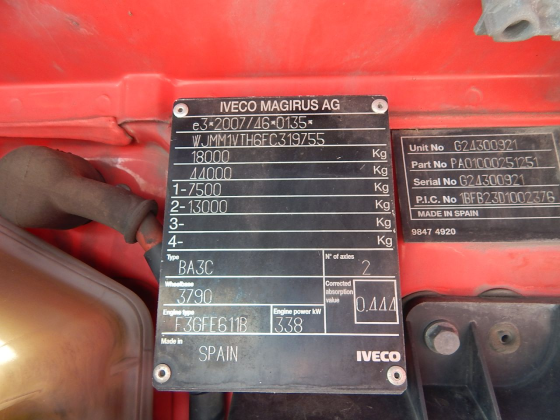 IVECO MAGIRUS AG
e3*2007/46*0135*
WJMM1VTH6FC319755
18000 Kg
44000 Kg
1-7500 Kg
2-13000 Kg
3- Kg
4- Kg
Type BA3C N° of axles 2
Wheelbase 3790 Corrected absorption value 0.444
Engine type F3GFE611B Engine power kW 338
Made in SPAIN IVECO
Unit No G24300921
Part No PA01000251251
Serial No G24300921
P.I.C. No 1BFB23D1002376
MADE IN SPAIN
9847 4920